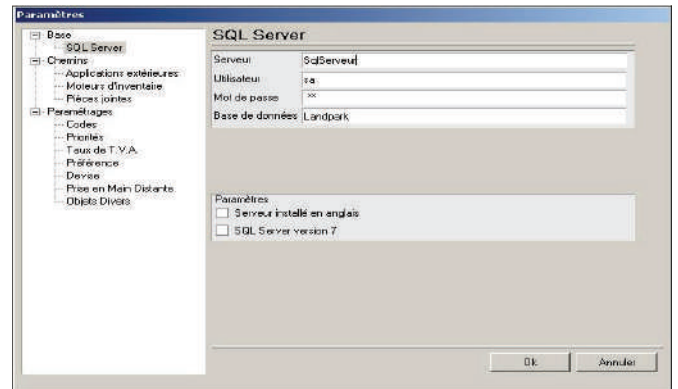 Paramètres
Base
SQL Server
Chemins
Applications extérieures
Moteurs d'inventaire
Pièces jointes
Paramétrages
Codes
Priorités
Taux de T.V.A.
Préférence
Devise
Prise en Main Distante
Objets Divers
SQL Server
Serveur SqlServeur
Utilisateur sa
Mot de passe **
Base de données Landpark
Paramètres
Serveur installé en anglais
SQL Server version 7
Ok Annuler